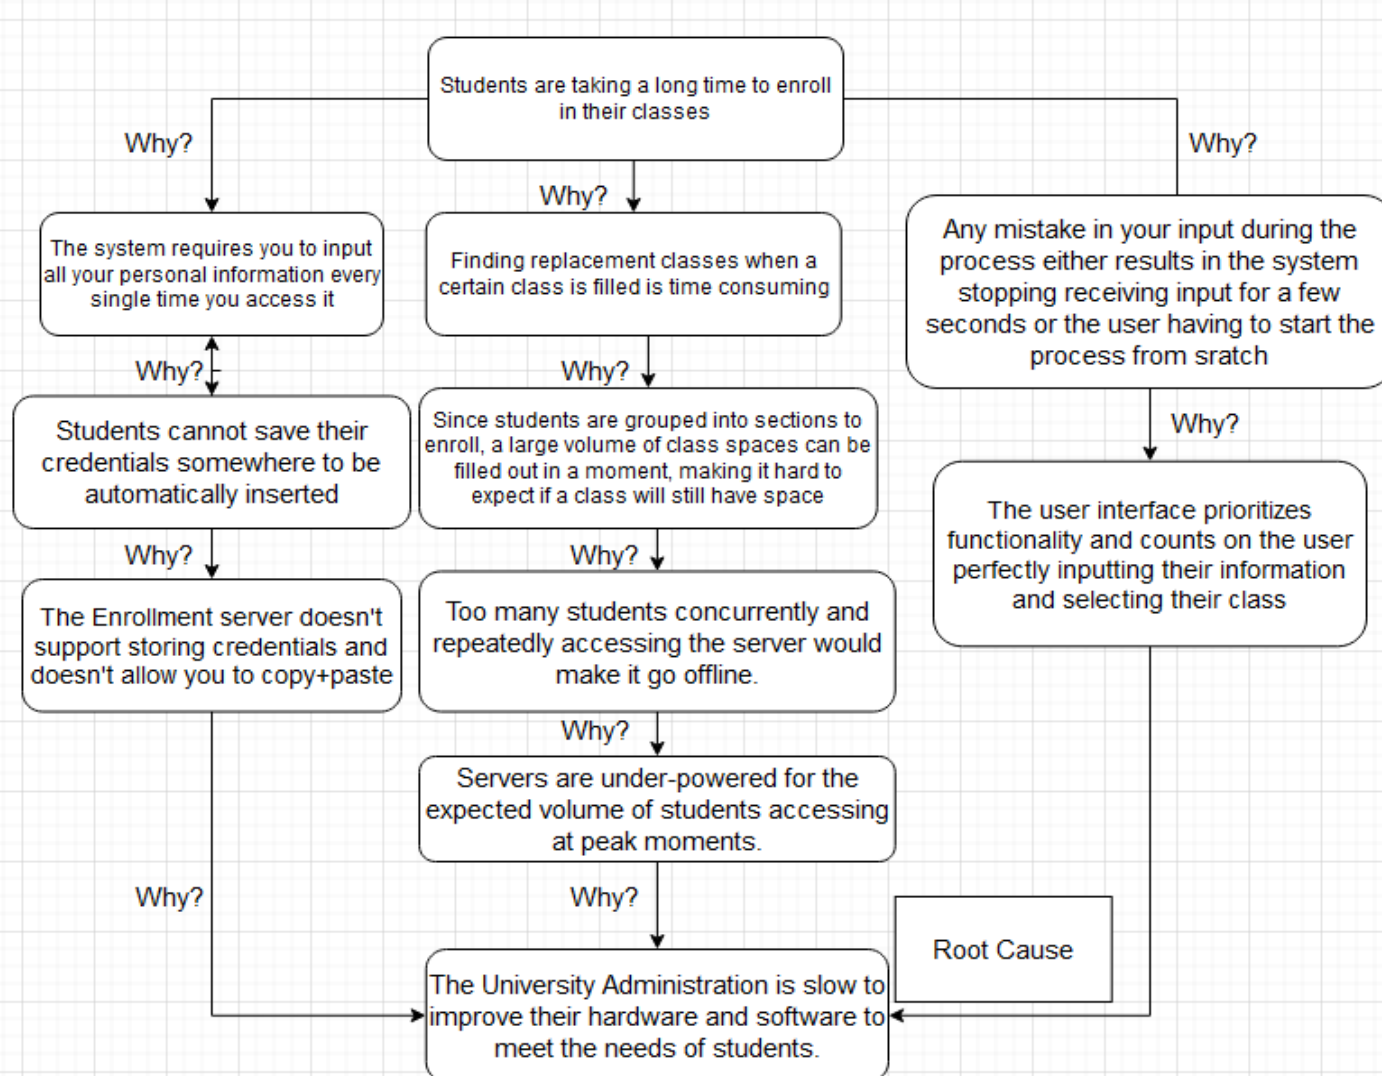 Students are taking a long time to enroll
in their classes
Why?
Why?
Why?
The system requires you to input
all your personal information every
single time you access it
Finding replacement classes when a
certain class is filled is time consuming
Any mistake in your input during the
process either results in the system
stopping receiving input for a few
seconds or the user having to start the
process from sratch
Why?
Why?
Why?
Students cannot save their
credentials somewhere to be
automatically inserted
Since students are grouped into sections to
enroll, a large volume of class spaces can be
filled out in a moment, making it hard to
expect if a class will still have space
The user interface prioritizes
functionality and counts on the user
perfectly inputting their information
and selecting their class
Why?
Why?
The Enrollment server doesn't
support storing credentials and
doesn't allow you to copy+paste
Too many students concurrently and
repeatedly accessing the server would
make it go offline.
Why?
Servers are under-powered for the
expected volume of students accessing
at peak moments.
Why?
Why?
Root Cause
The University Administration is slow to
improve their hardware and software to
meet the needs of students.